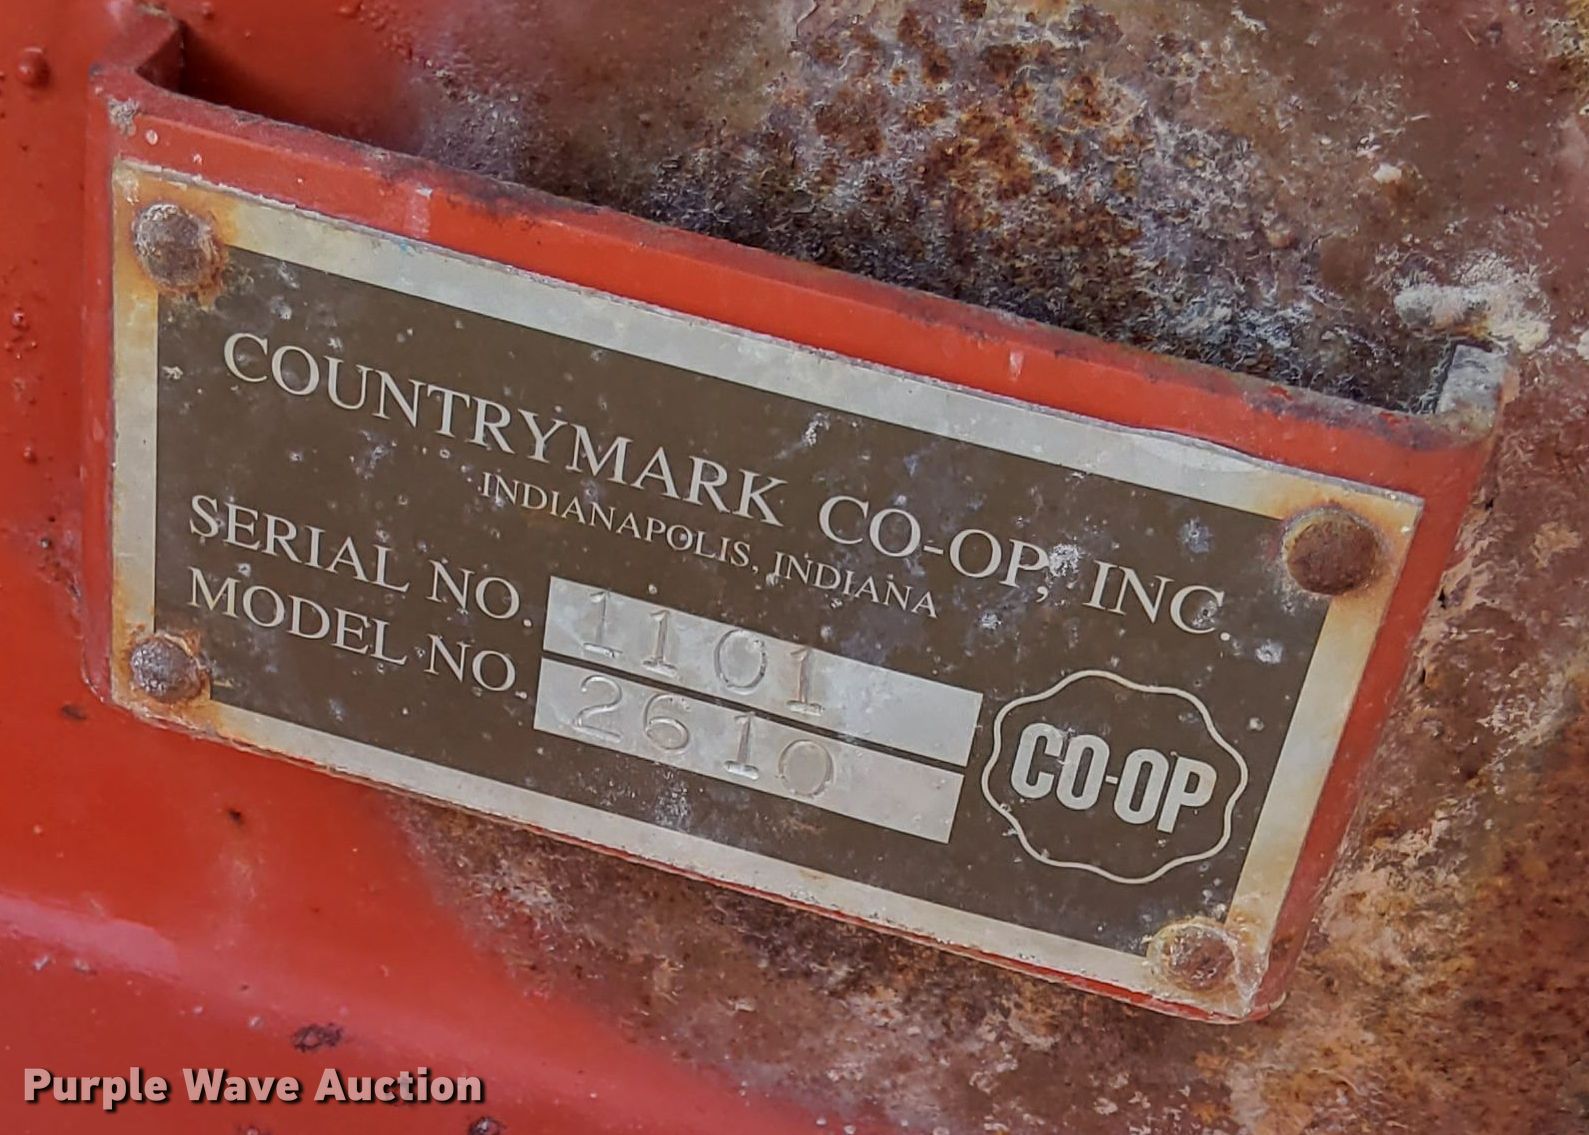 COUNTRYMARK CO-OP, INC.
INDIANAPOLIS, INDIANA
SERIAL NO. 1101
MODEL NO. 2610
CO-OP
Purple Wave Auction